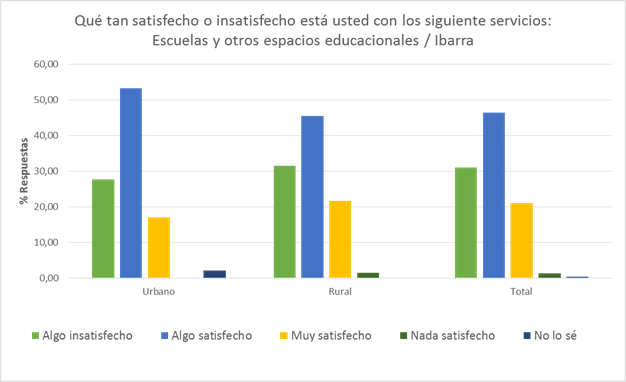 Qué tan satisfecho o insatisfecho está usted con los siguiente servicios:
Escuelas y otros espacios educacionales / Ibarra
60,00
50,00
40,00
30,00
20,00
10,00
0,00
% Respuestas
Urbano Rural Total
Algo insatisfecho Algo satisfecho Muy satisfecho Nada satisfecho No lo sé